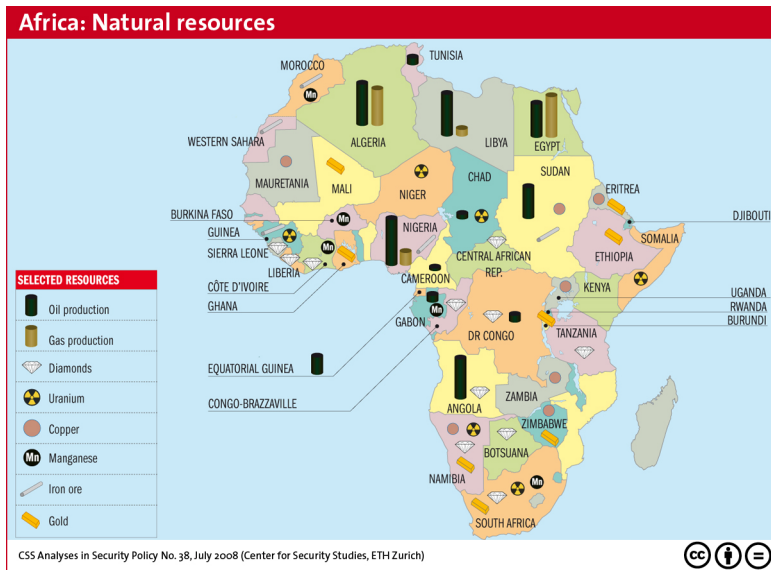 Africa: Natural resources
TUNISIA
MOROCCO
Mn
ALGERIA
LIBYA
EGYPT
WESTERN SAHARA
MAURETANIA
MALI
NIGER
CHAD
SUDAN
ERITREA
DJIBOUTI
BURKINA FASO
Mn
GUINEA
NIGERIA
SIERRA LEONE
Mn
LIBERIA
CENTRAL AFRICAN
REP.
ETHIOPIA
SOMALIA
CAMEROON
CÔTE D'IVOIRE
GHANA
KENYA
UGANDA
RWANDA
BURUNDI
GABON
Mn
DR CONGO
TANZANIA
EQUATORIAL GUINEA
CONGO-BRAZZAVILLE
ANGOLA
ZAMBIA
ZIMBABWE
BOTSUANA
NAMIBIA
Mn
SOUTH AFRICA
SELECTED RESOURCES
Oil production
Gas production
Diamonds
Uranium
Copper
Mn Manganese
Iron ore
Gold
CSS Analyses in Security Policy No. 38, July 2008 (Center for Security Studies, ETH Zurich)
cc